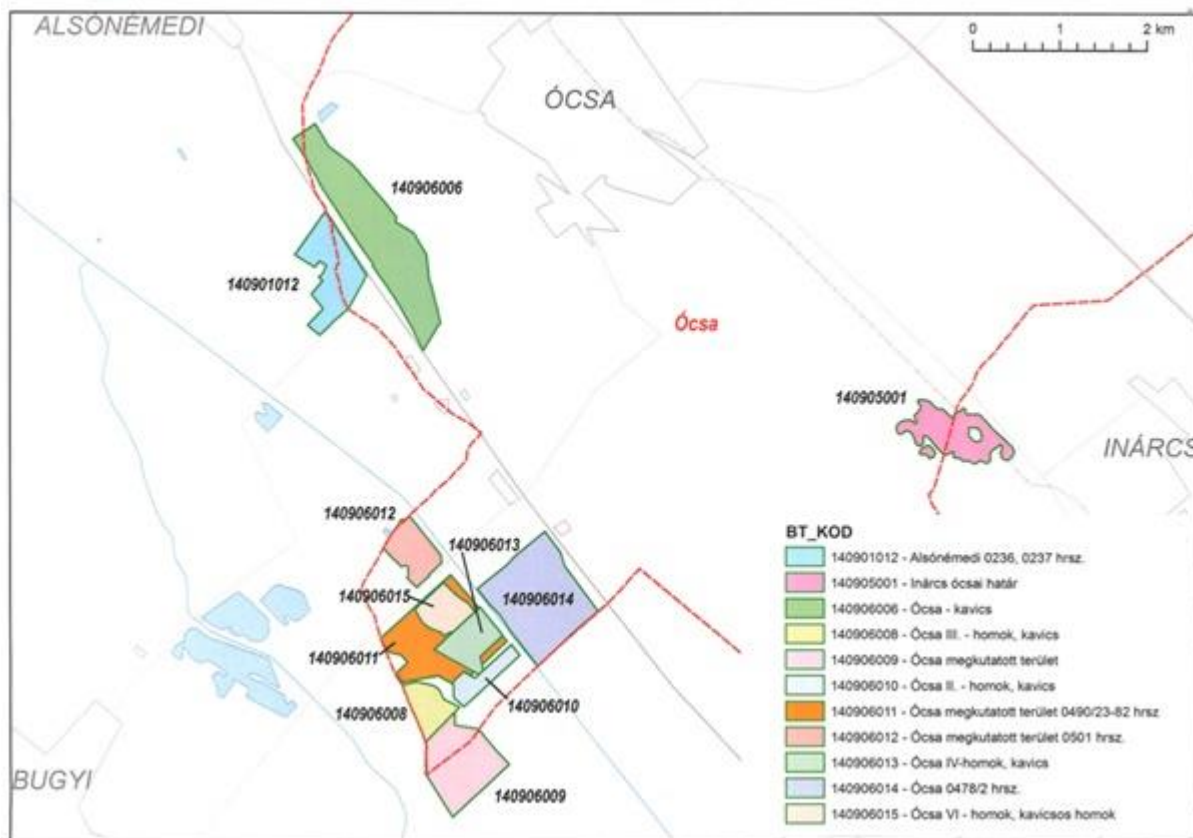 ALSÓNÉMEDI
0 1 2 km
ÓCSA
140906006
140901012
Ócsa
140905001
INÁRCS
140906012
140906013
140906015
140906014
140906011
140906008
140906010
140906009
BUGYI
BT_KOD
140901012 - Alsónémedi 0236, 0237 hrsz.
140905001 - Inárcs ócsai határ
140906006 - Ócsa - kavics
140906008 - Ócsa III. - homok, kavics
140906009 - Ócsa megkutatott terület
140906010 - Ócsa II. - homok, kavics
140906011 - Ócsa megkutatott terület 0490/23-82 hrsz
140906012 - Ócsa megkutatott terület 0501 hrsz.
140906013 - Ócsa IV-homok, kavics
140906014 - Ócsa 0478/2 hrsz.
140906015 - Ócsa VI - homok, kavicsos homok